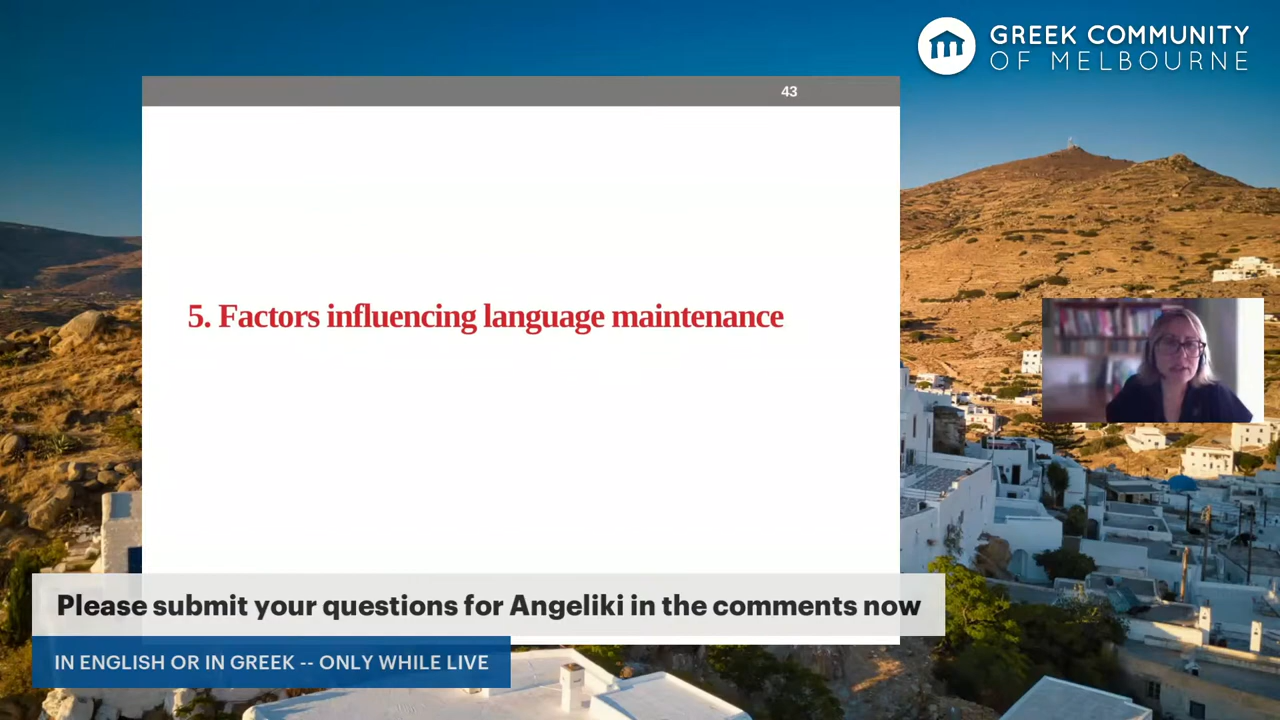 GREEK COMMUNITY
OF MELBOURNE
43
5. Factors influencing language maintenance
Please submit your questions for Angeliki in the comments now
IN ENGLISH OR IN GREEK -- ONLY WHILE LIVE